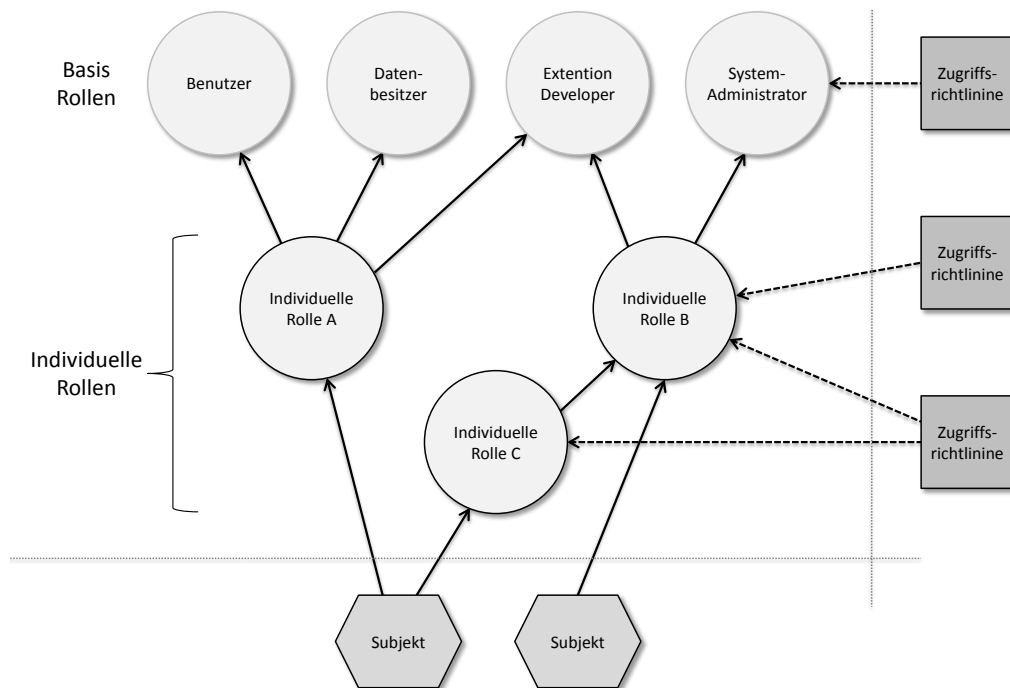 Basis
Rollen
Benutzer
Daten-
besitzer
Extention
Developer
System-
Administrator
Zugriffs-
richtlinine
Individuelle
Rollen
Individuelle
Rolle A
Individuelle
Rolle B
Zugriffs-
richtlinine
Individuelle
Rolle C
Zugriffs-
richtlinine
Subjekt
Subjekt